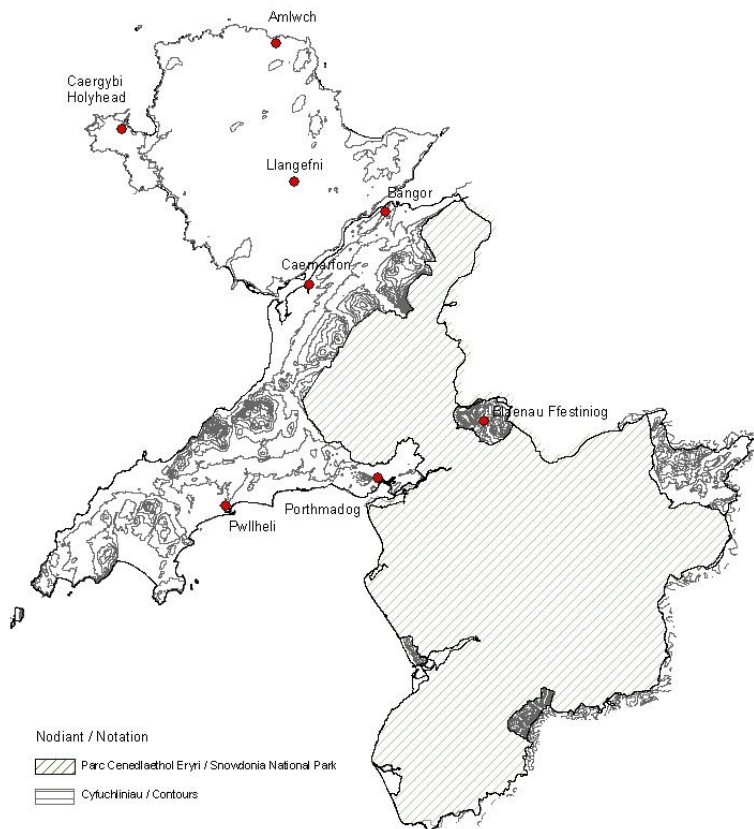 Amlwch
Caergybi
Holyhead
Llangefni
Bangor
Caernarfon
Blaenau Ffestiniog
Porthmadog
Pwllheli
Nodiant / Notation
Parc Cenedlaethol Eryri / Snowdonia National Park
Cyfuchliniau / Contours